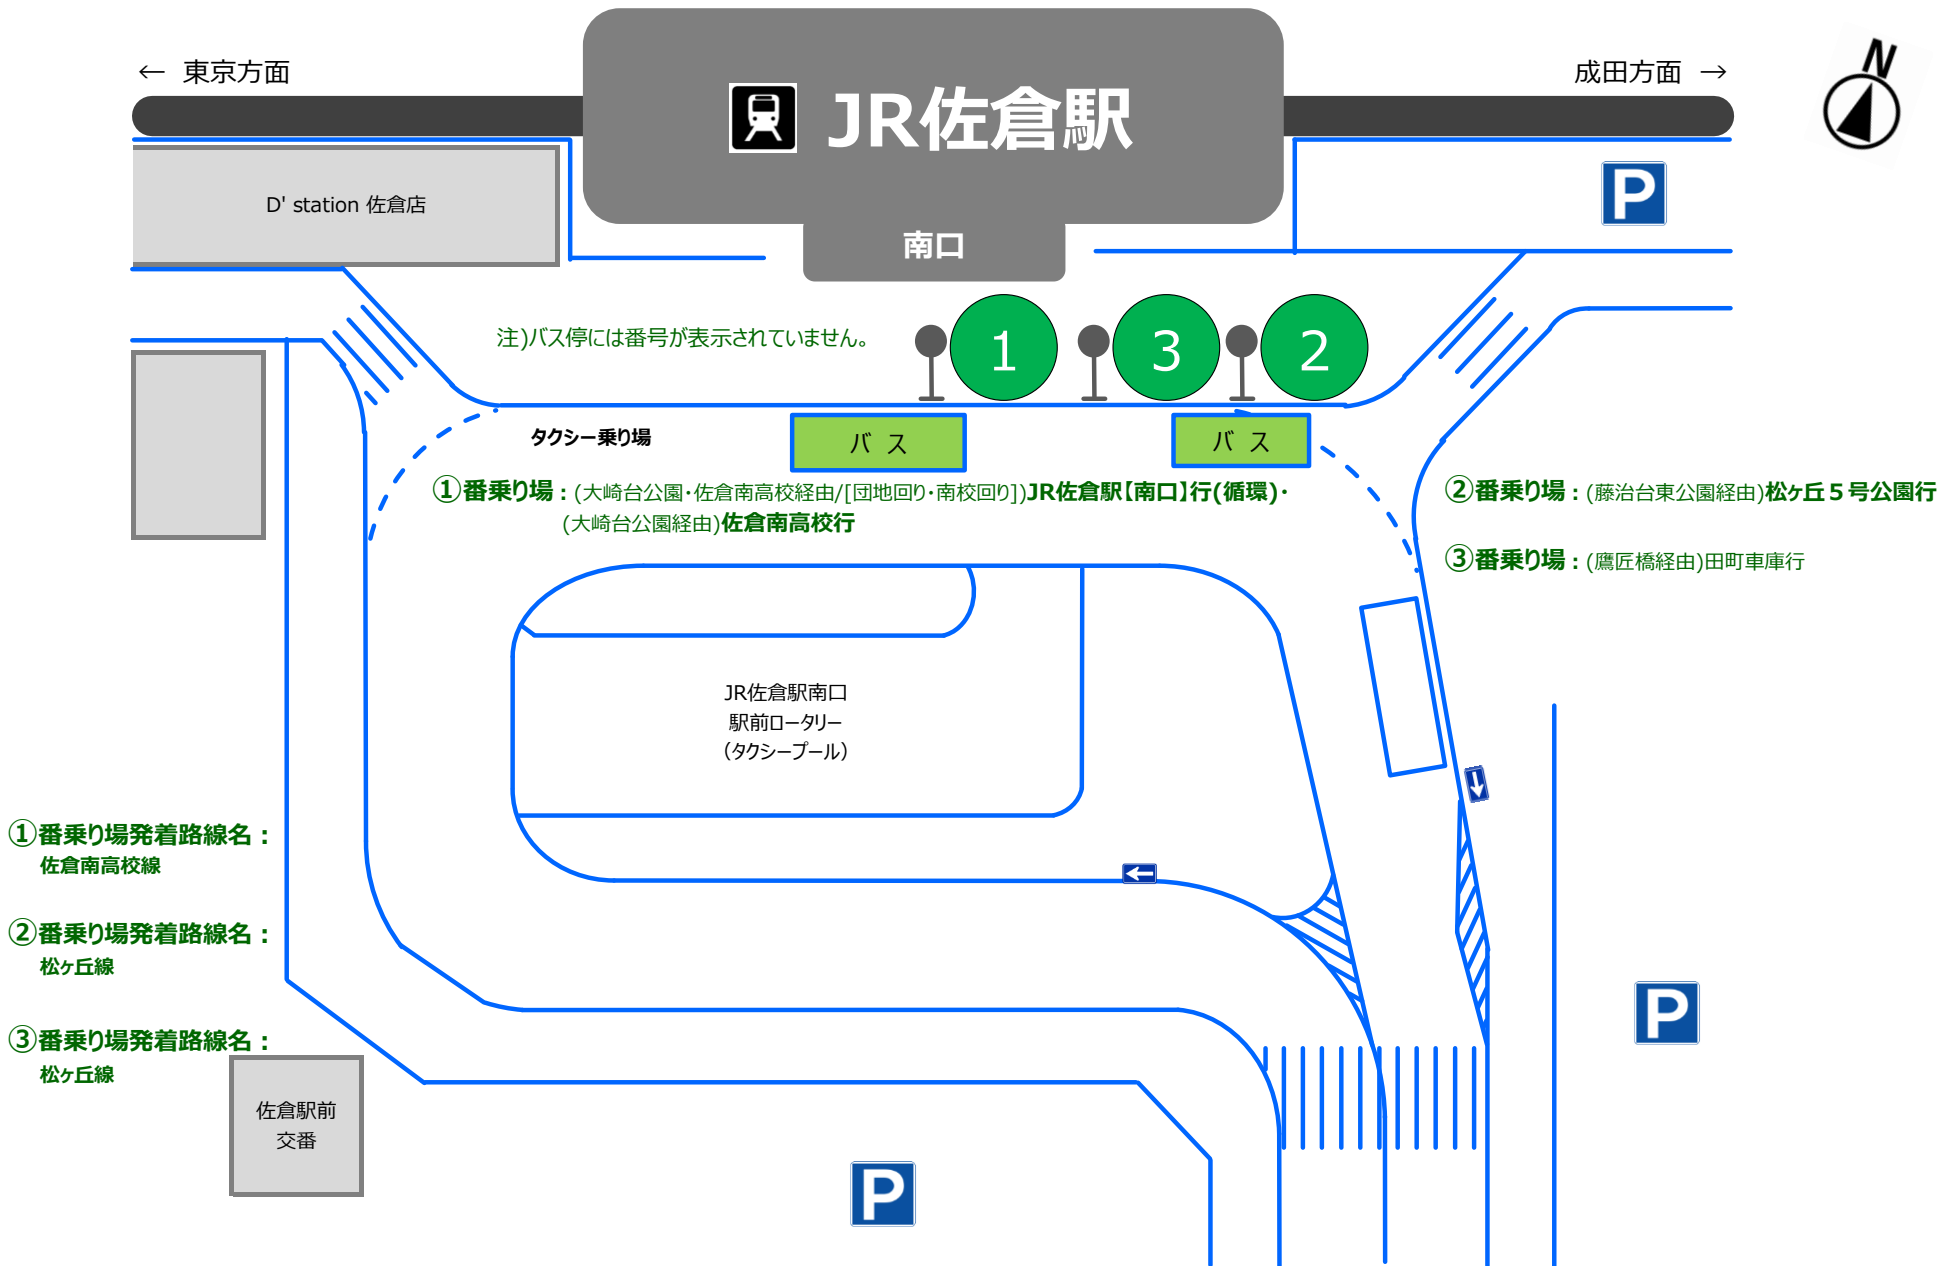 ← 東京方面
成田方面 →
N
JR佐倉駅
D' station 佐倉店
P
南口
注)バス停には番号が表示されていません。
1
3
2
タクシー乗り場
バ ス
バ ス
①番乗り場：(大崎台公園・佐倉南高校経由/[団地回り・南校回り])JR佐倉駅【南口】行(循環)・
(大崎台公園経由)佐倉南高校行
②番乗り場：(藤治台東公園経由)松ヶ丘５号公園行
③番乗り場：(鷹匠橋経由)田町車庫行
JR佐倉駅南口
駅前ロータリー
（タクシープール）
①番乗り場発着路線名：
佐倉南高校線
②番乗り場発着路線名：
松ヶ丘線
③番乗り場発着路線名：
松ヶ丘線
P
佐倉駅前
交番
P